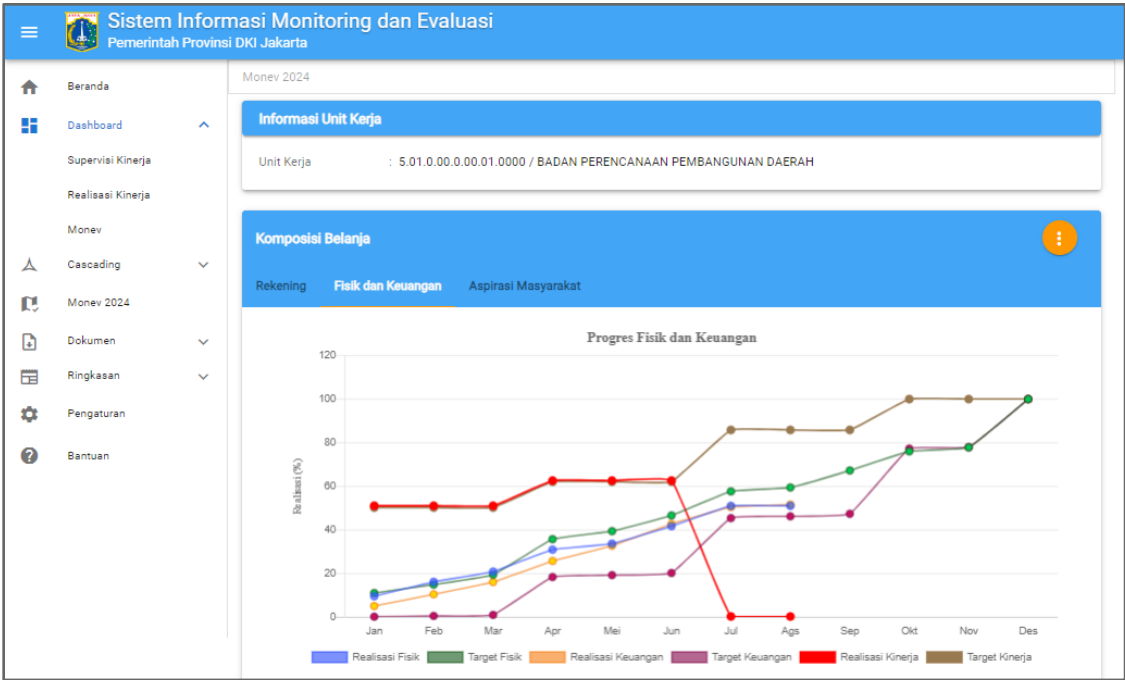 Sistem Informasi Monitoring dan Evaluasi
Pemerintah Provinsi DKI Jakarta
Beranda
Dashboard
Supervisi Kinerja
Realisasi Kinerja
Monev
Cascading
Monev 2024
Dokumen
Ringkasan
Pengaturan
Bantuan
Monev 2024
Informasi Unit Kerja
Unit Kerja : 5.01.0.00.0.00.01.0000 / BADAN PERENCANAAN PEMBANGUNAN DAERAH
Komposisi Belanja
Rekening Fisik dan Keuangan Aspirasi Masyarakat
Progres Fisik dan Keuangan
Realisasi (%)
120
100
80
60
40
20
0
Jan Feb Mar Apr Mei Jun Jul Ags Sep Okt Nov Des
Realisasi Fisik Target Fisik Realisasi Keuangan Target Keuangan Realisasi Kinerja Target Kinerja